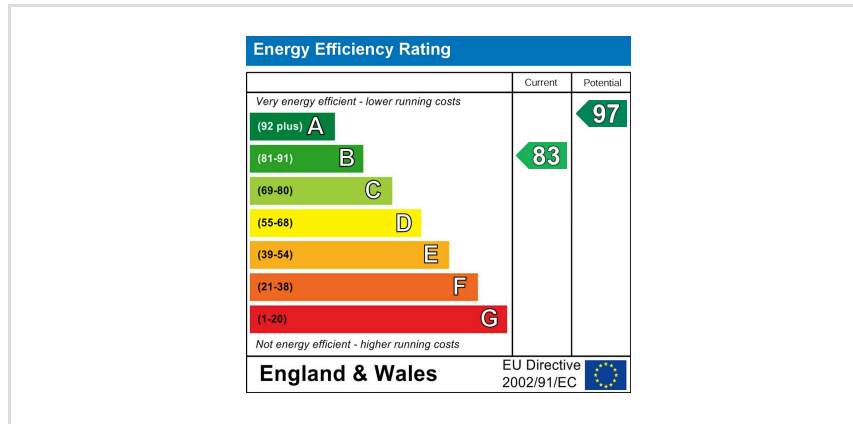 Energy Efficiency Rating
Current Potential
Very energy efficient - lower running costs
(92 plus) A
97
(81-91) B
83
(69-80) C
(55-68) D
(39-54) E
(21-38) F
(1-20) G
Not energy efficient - higher running costs
England & Wales
EU Directive
2002/91/EC